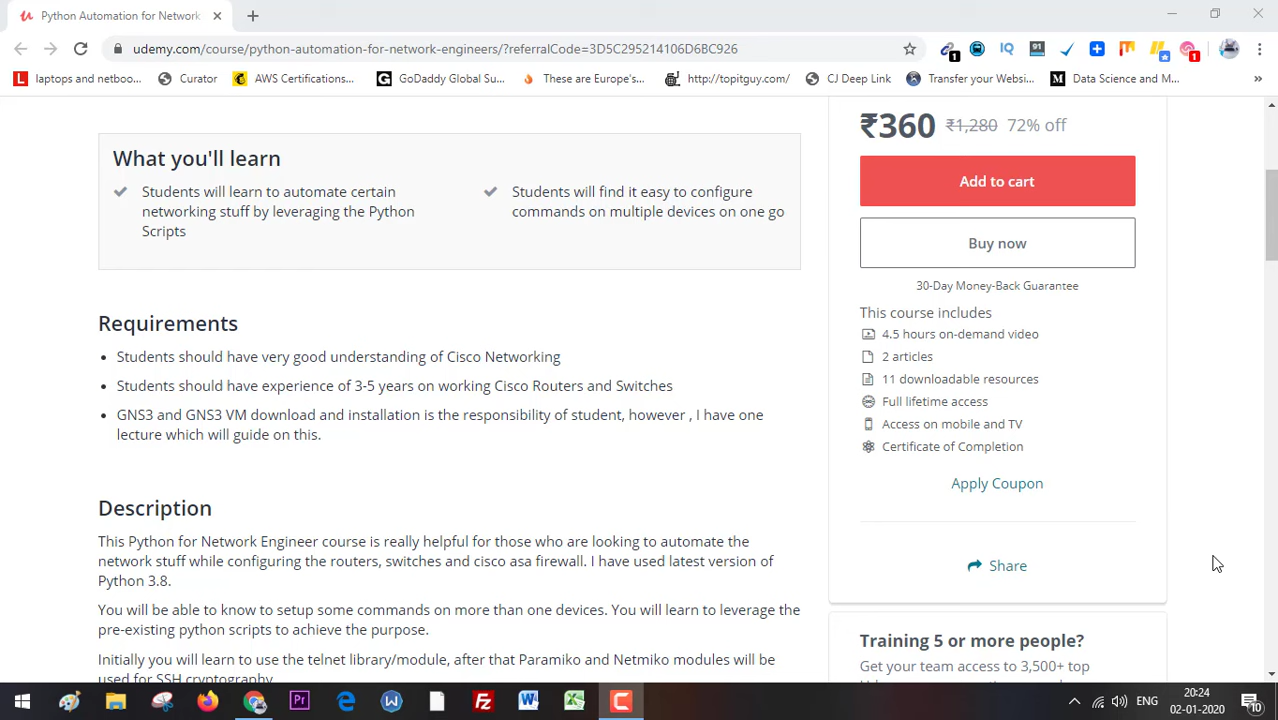 Python Automation for Network
udemy.com/course/python-automation-for-network-engineers/?referralCode=3D5C295214106D6BC926
IQ
91
1
1
L laptops and netboo...
Curator
AWS Certifications...
GoDaddy Global Su...
These are Europe's...
http://topitguy.com/
CJ Deep Link
Transfer your Websi...
M Data Science and M...
»
₹360 ₹1,280 72% off
Add to cart
Buy now
30-Day Money-Back Guarantee
This course includes
4.5 hours on-demand video
2 articles
11 downloadable resources
Full lifetime access
Access on mobile and TV
Certificate of Completion
Apply Coupon
Share
Training 5 or more people?
Get your team access to 3,500+ top
What you'll learn
Students will learn to automate certain
networking stuff by leveraging the Python
Scripts
Students will find it easy to configure
commands on multiple devices on one go
Requirements
• Students should have very good understanding of Cisco Networking
• Students should have experience of 3-5 years on working Cisco Routers and Switches
• GNS3 and GNS3 VM download and installation is the responsibility of student, however , I have one
lecture which will guide on this.
Description
This Python for Network Engineer course is really helpful for those who are looking to automate the
network stuff while configuring the routers, switches and cisco asa firewall. I have used latest version of
Python 3.8.
You will be able to know to setup some commands on more than one devices. You will learn to leverage the
pre-existing python scripts to achieve the purpose.
Initially you will learn to use the telnet library/module, after that Paramiko and Netmiko modules will be
used for SSH cryptography
Pr
W
Fz
ENG
20:24
02-01-2020
10